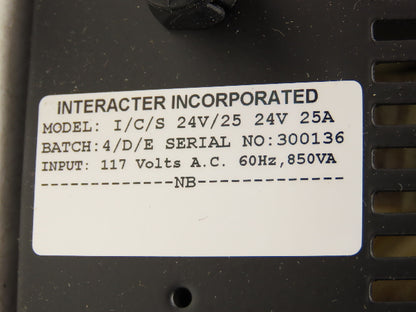 INTERACTER INCORPORATED
MODEL: I/C/S 24V/25 24V 25A
BATCH:4/D/E SERIAL NO:300136
INPUT: 117 Volts A.C. 60Hz,850VA
-------------NB--------------